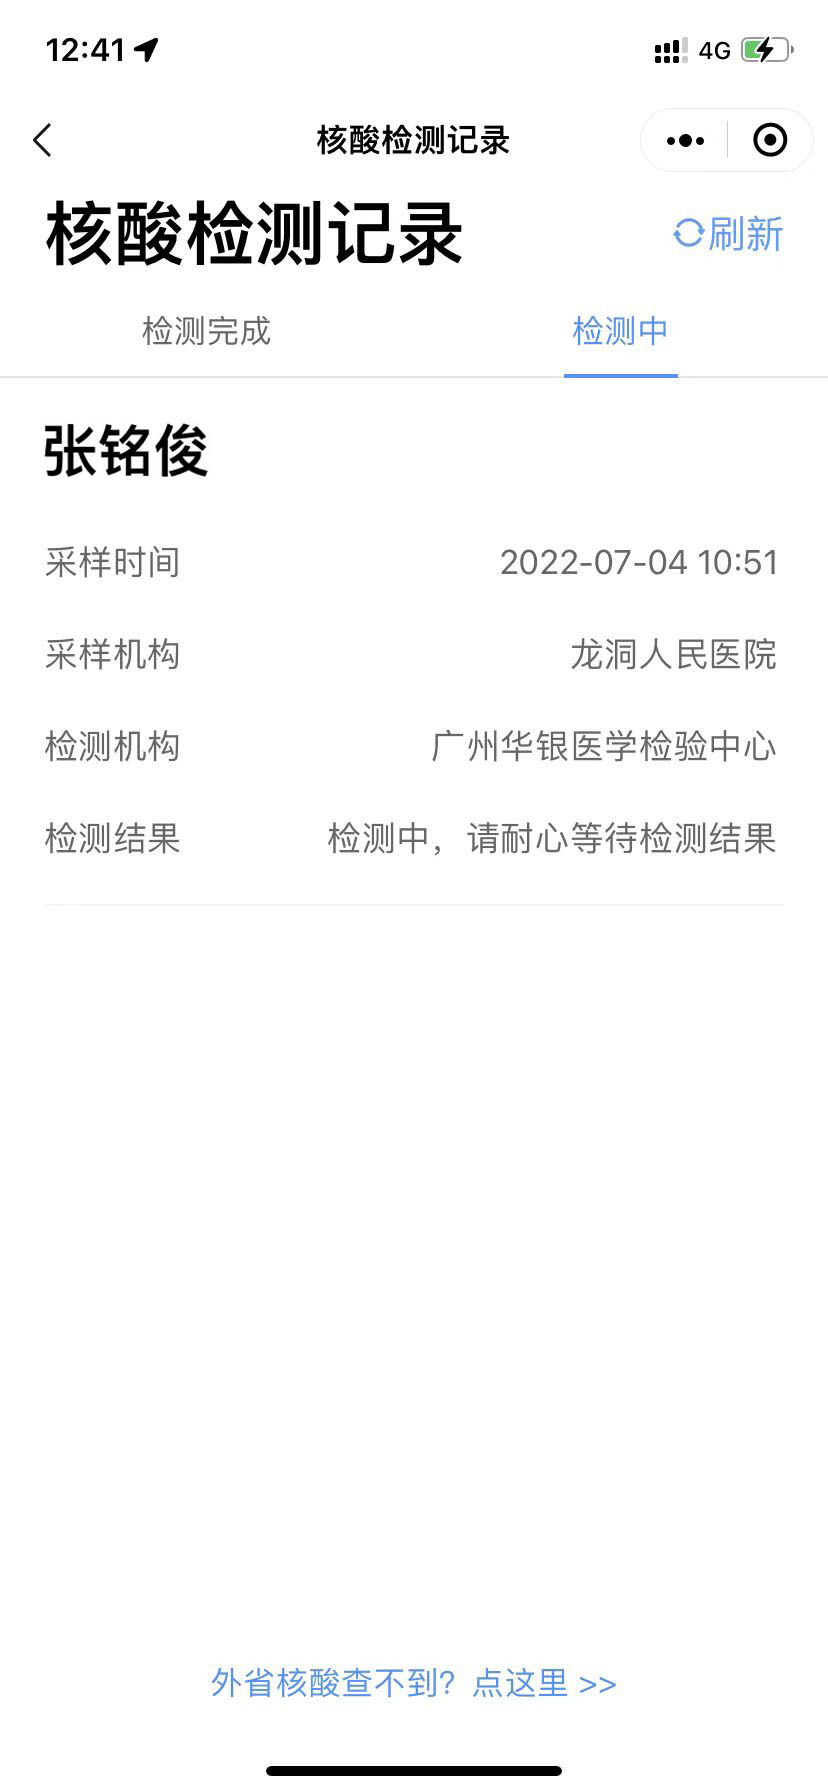 12:41 4G
核酸检测记录
核酸检测记录 刷新
检测完成 检测中
张铭俊
采样时间 2022-07-04 10:51
采样机构 龙洞人民医院
检测机构 广州华银医学检验中心
检测结果 检测中，请耐心等待检测结果
外省核酸查不到？点这里 >>